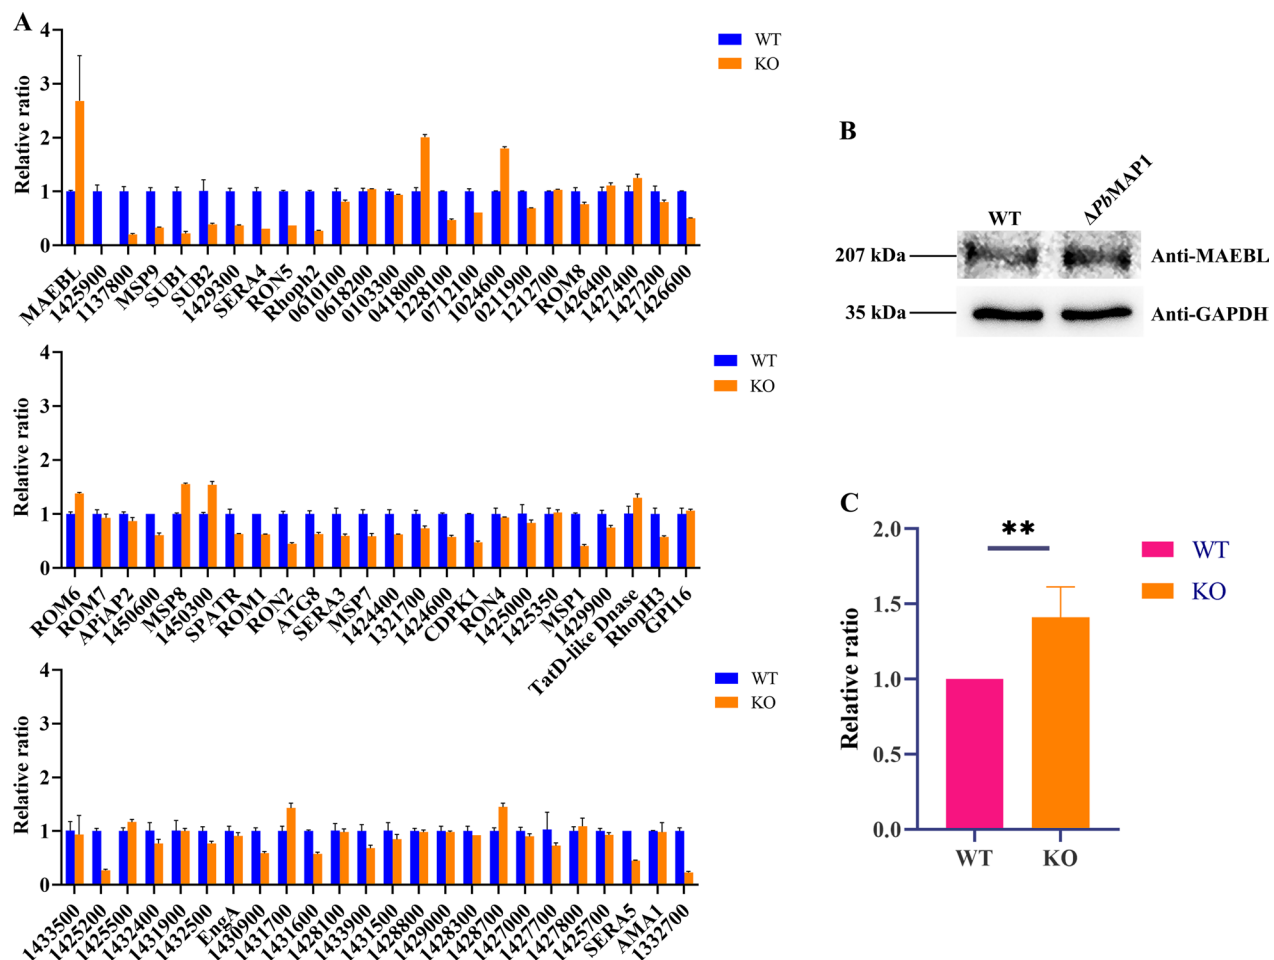 A
4
3
2
1
0
Relative ratio
WT
KO
MAEBL
1425900
1137800
MSP9
SUB1
SUB2
1429300
SERA4
RON5
Rhoph2
0610100
0618200
0103300
0418000
1228100
0712100
1024600
0211900
1212700
ROM8
1426400
1427400
1427200
1426600
4
3
2
1
0
Relative ratio
WT
KO
ROM6
ROM7
APiAP2
1450600
MSP8
1450300
SPATR
ROM1
RON2
ATG8
SERA3
MSP7
1424400
1321700
1424600
CDPK1
RON4
1425000
1425350
MSP1
1429900
TatD-like Dnase
RhopH3
GPI16
4
3
2
1
0
Relative ratio
WT
KO
1433500
1425200
1425500
1432400
1431900
1432500
EngA
1430900
1431700
1431600
1428100
1433900
1431500
1428800
1429000
1428300
1428700
1427000
1427700
1427800
1425700
SERA5
AMA1
1332700
B
WT
ΔPbMAP1
207 kDa
Anti-MAEBL
35 kDa
Anti-GAPDH
C
2.0
1.5
1.0
0.5
0.0
Relative ratio
**
WT
KO
WT
KO